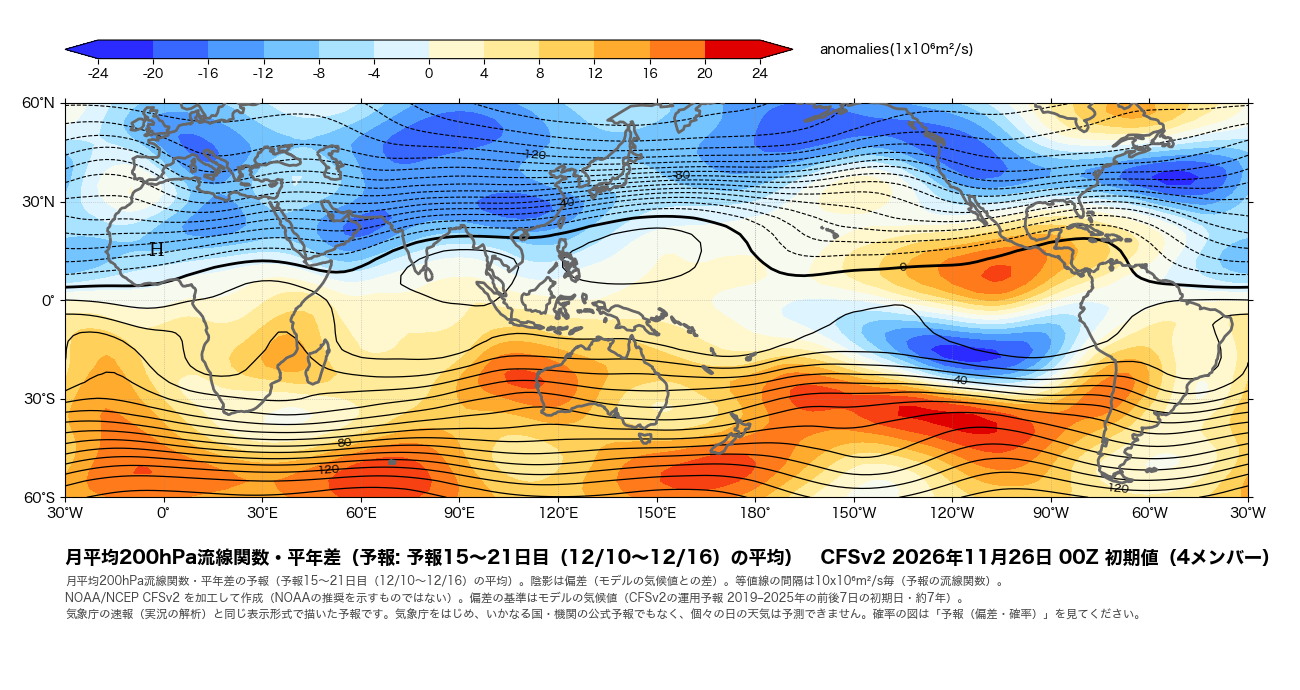 anomalies(1x10⁶m²/s)
-24 -20 -16 -12 -8 -4 0 4 8 12 16 20 24
60°N
30°N
0°
30°S
60°S
120
80
40
H
0
40
80
120
120
30°W 0° 30°E 60°E 90°E 120°E 150°E 180° 150°W 120°W 90°W 60°W 30°W
月平均200hPa流線関数・平年差（予報: 予報15～21日目（12/10～12/16）の平均） CFSv2 2026年11月26日 00Z 初期値（4メンバー）
月平均200hPa流線関数・平年差の予報（予報15～21日目（12/10～12/16）の平均）。陰影は偏差（モデルの気候値との差）。等値線の間隔は10x10⁶m²/s毎（予報の流線関数）。
NOAA/NCEP CFSv2 を加工して作成（NOAAの推奨を示すものではない）。偏差の基準はモデルの気候値（CFSv2の運用予報 2019–2025年の前後7日の初期日・約7年）。
気象庁の速報（実況の解析）と同じ表示形式で描いた予報です。気象庁をはじめ、いかなる国・機関の公式予報でもなく、個々の日の天気は予測できません。確率の図は「予報（偏差・確率）」を見てください。